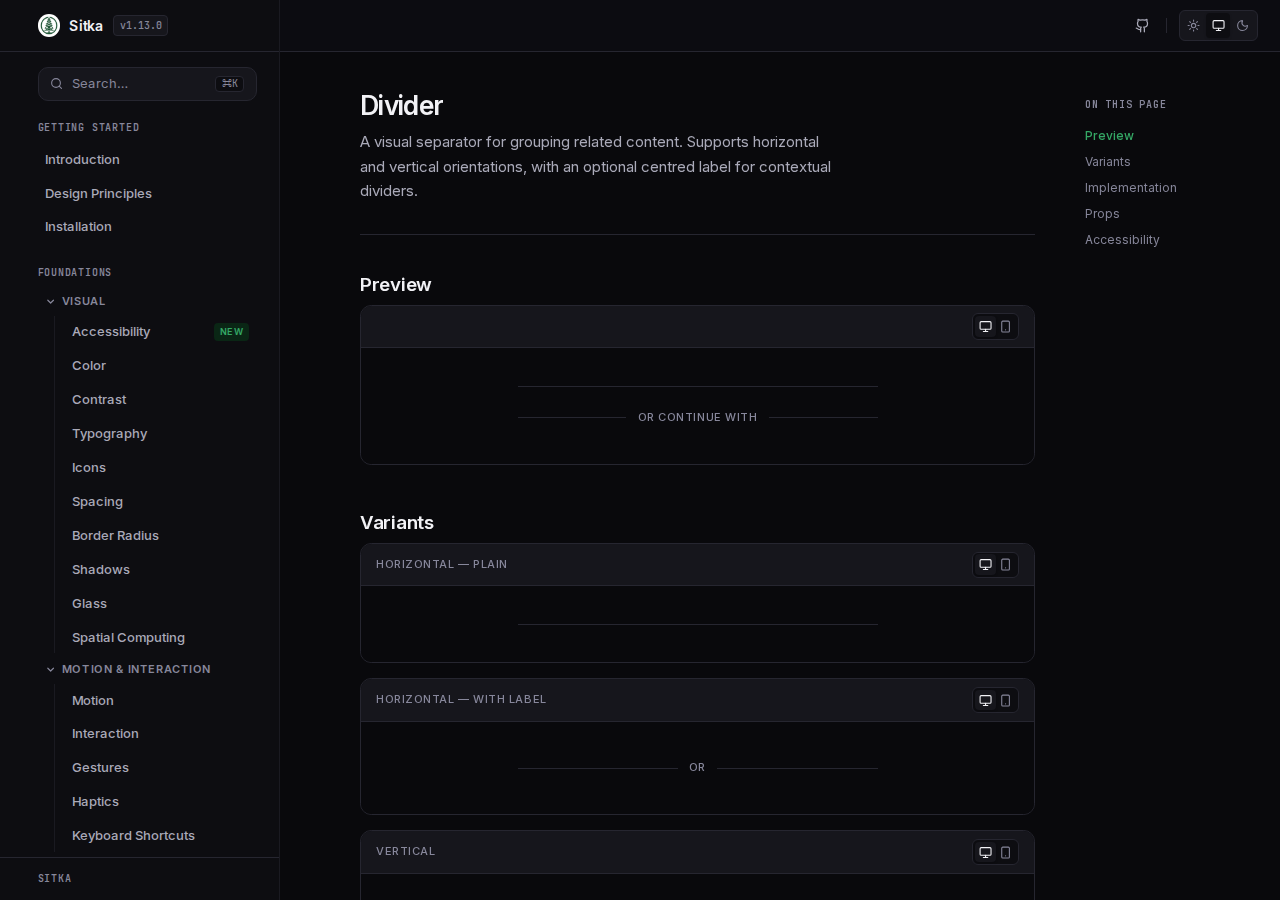 Sitka v1.13.0
Search... ⌘K
GETTING STARTED
Introduction
Design Principles
Installation
FOUNDATIONS
VISUAL
Accessibility NEW
Color
Contrast
Typography
Icons
Spacing
Border Radius
Shadows
Glass
Spatial Computing
MOTION & INTERACTION
Motion
Interaction
Gestures
Haptics
Keyboard Shortcuts
SITKA
Divider
A visual separator for grouping related content. Supports horizontal
and vertical orientations, with an optional centred label for contextual
dividers.
Preview
OR CONTINUE WITH
Variants
HORIZONTAL — PLAIN
HORIZONTAL — WITH LABEL
OR
VERTICAL
ON THIS PAGE
Preview
Variants
Implementation
Props
Accessibility